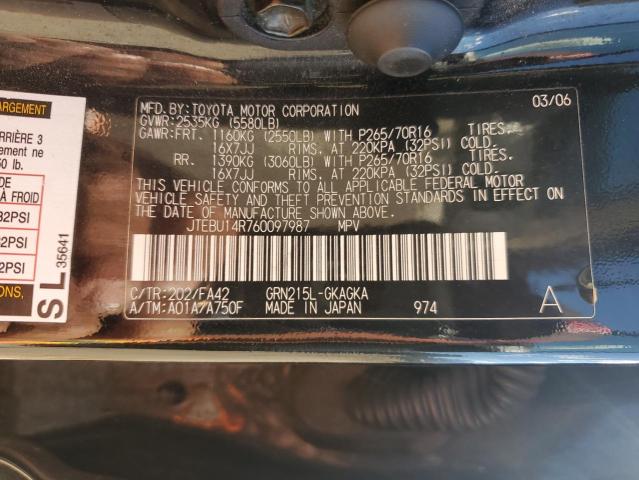 ARGEMENT
ARRIÈRE 3
ement ne
50 lb.
DE
À FROID
32PSI
32PSI
32PSI
ONS,
SL 35641
MFD.BY:TOYOTA MOTOR CORPORATION 03/06
GVWR:2535KG (5580LB)
GAWR:FRT. 1160KG (2550LB) WITH P265/70R16 TIRES.
16X7JJ RIMS. AT 220KPA (32PSI) COLD.
RR. 1390KG (3060LB) WITH P265/70R16 TIRES.
16X7JJ RIMS. AT 220KPA (32PSI) COLD.
THIS VEHICLE CONFORMS TO ALL APPLICABLE FEDERAL MOTOR
VEHICLE SAFETY AND THEFT PREVENTION STANDARDS IN EFFECT ON
THE DATE OF MANUFACTURE SHOWN ABOVE.
JTEBU14R760097987 MPV
C/TR:202/FA42 GRN215L-GKAGKA
A/TM:A01A/A750F MADE IN JAPAN 974 A